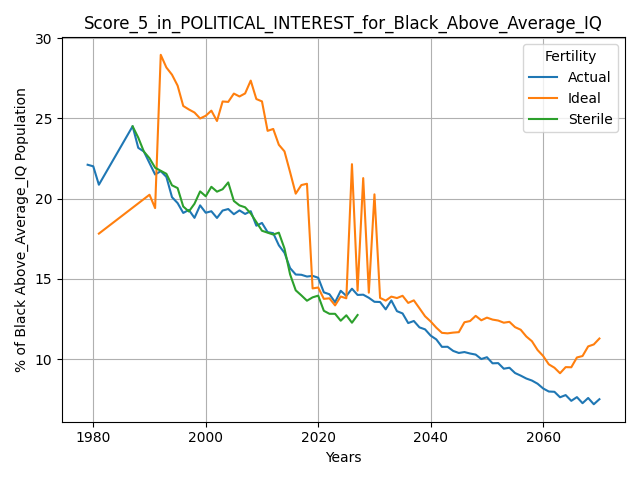 Score_5_in_POLITICAL_INTEREST_for_Black_Above_Average_IQ
% of Black Above_Average_IQ Population
30
25
20
15
10
Fertility
Actual
Ideal
Sterile
1980 2000 2020 2040 2060
Years